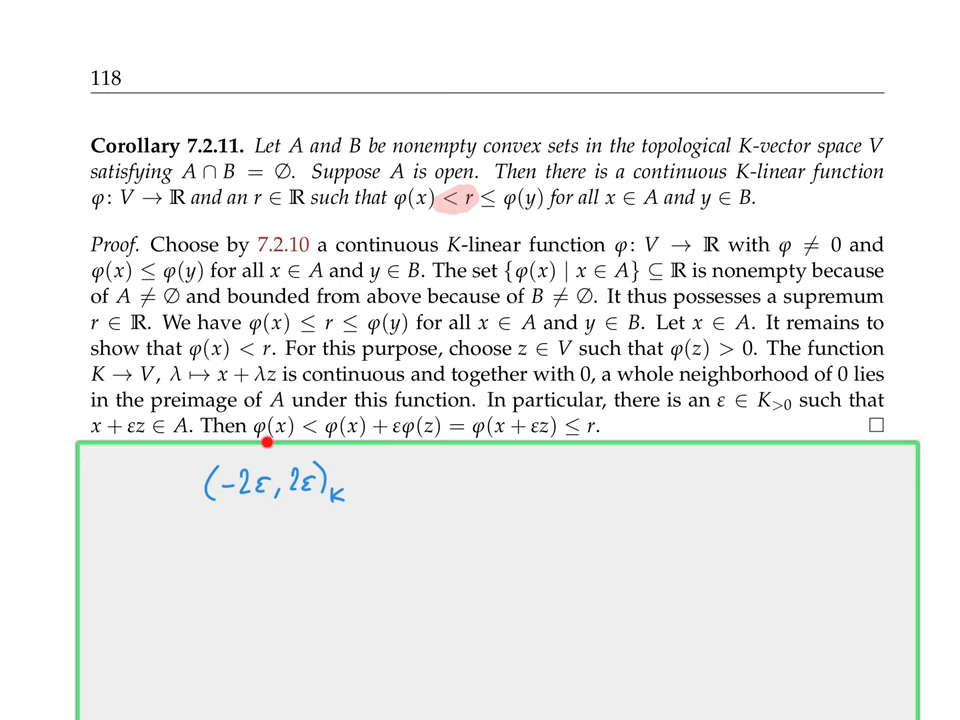 118
Corollary 7.2.11. Let A and B be nonempty convex sets in the topological K-vector space V
satisfying A ∩ B = ∅. Suppose A is open. Then there is a continuous K-linear function
φ: V → ℝ and an r ∈ ℝ such that φ(x) < r ≤ φ(y) for all x ∈ A and y ∈ B.
Proof. Choose by 7.2.10 a continuous K-linear function φ: V → ℝ with φ ≠ 0 and
φ(x) ≤ φ(y) for all x ∈ A and y ∈ B. The set {φ(x) | x ∈ A} ⊆ ℝ is nonempty because
of A ≠ ∅ and bounded from above because of B ≠ ∅. It thus possesses a supremum
r ∈ ℝ. We have φ(x) ≤ r ≤ φ(y) for all x ∈ A and y ∈ B. Let x ∈ A. It remains to
show that φ(x) < r. For this purpose, choose z ∈ V such that φ(z) > 0. The function
K → V, λ ↦ x + λz is continuous and together with 0, a whole neighborhood of 0 lies
in the preimage of A under this function. In particular, there is an ε ∈ K>0 such that
x + εz ∈ A. Then φ(x) < φ(x) + εφ(z) = φ(x + εz) ≤ r. □
(-2ε, 2ε)K